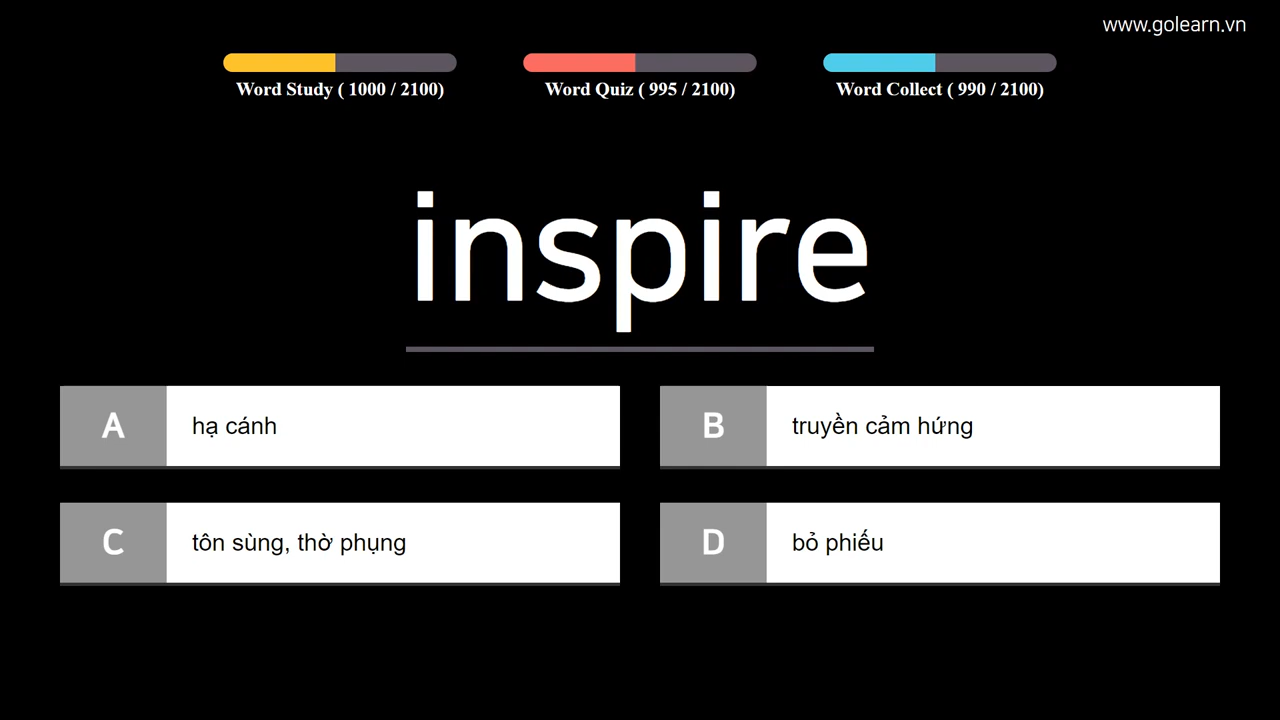 www.golearn.vn
Word Study ( 1000 / 2100)
Word Quiz ( 995 / 2100)
Word Collect ( 990 / 2100)
inspire
A hạ cánh
B truyền cảm hứng
C tôn sùng, thờ phụng
D bỏ phiếu